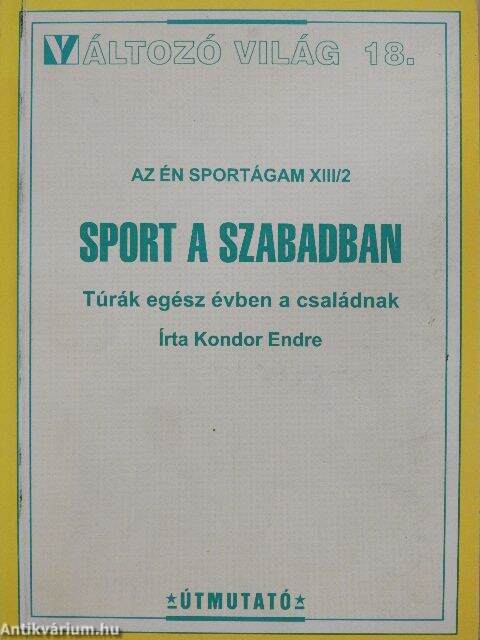 VÁLTOZÓ VILÁG 18.
AZ ÉN SPORTÁGAM XIII/2
SPORT A SZABADBAN
Túrák egész évben a családnak
Írta Kondor Endre
★ÚTMUTATÓ★
Antikvárium.hu